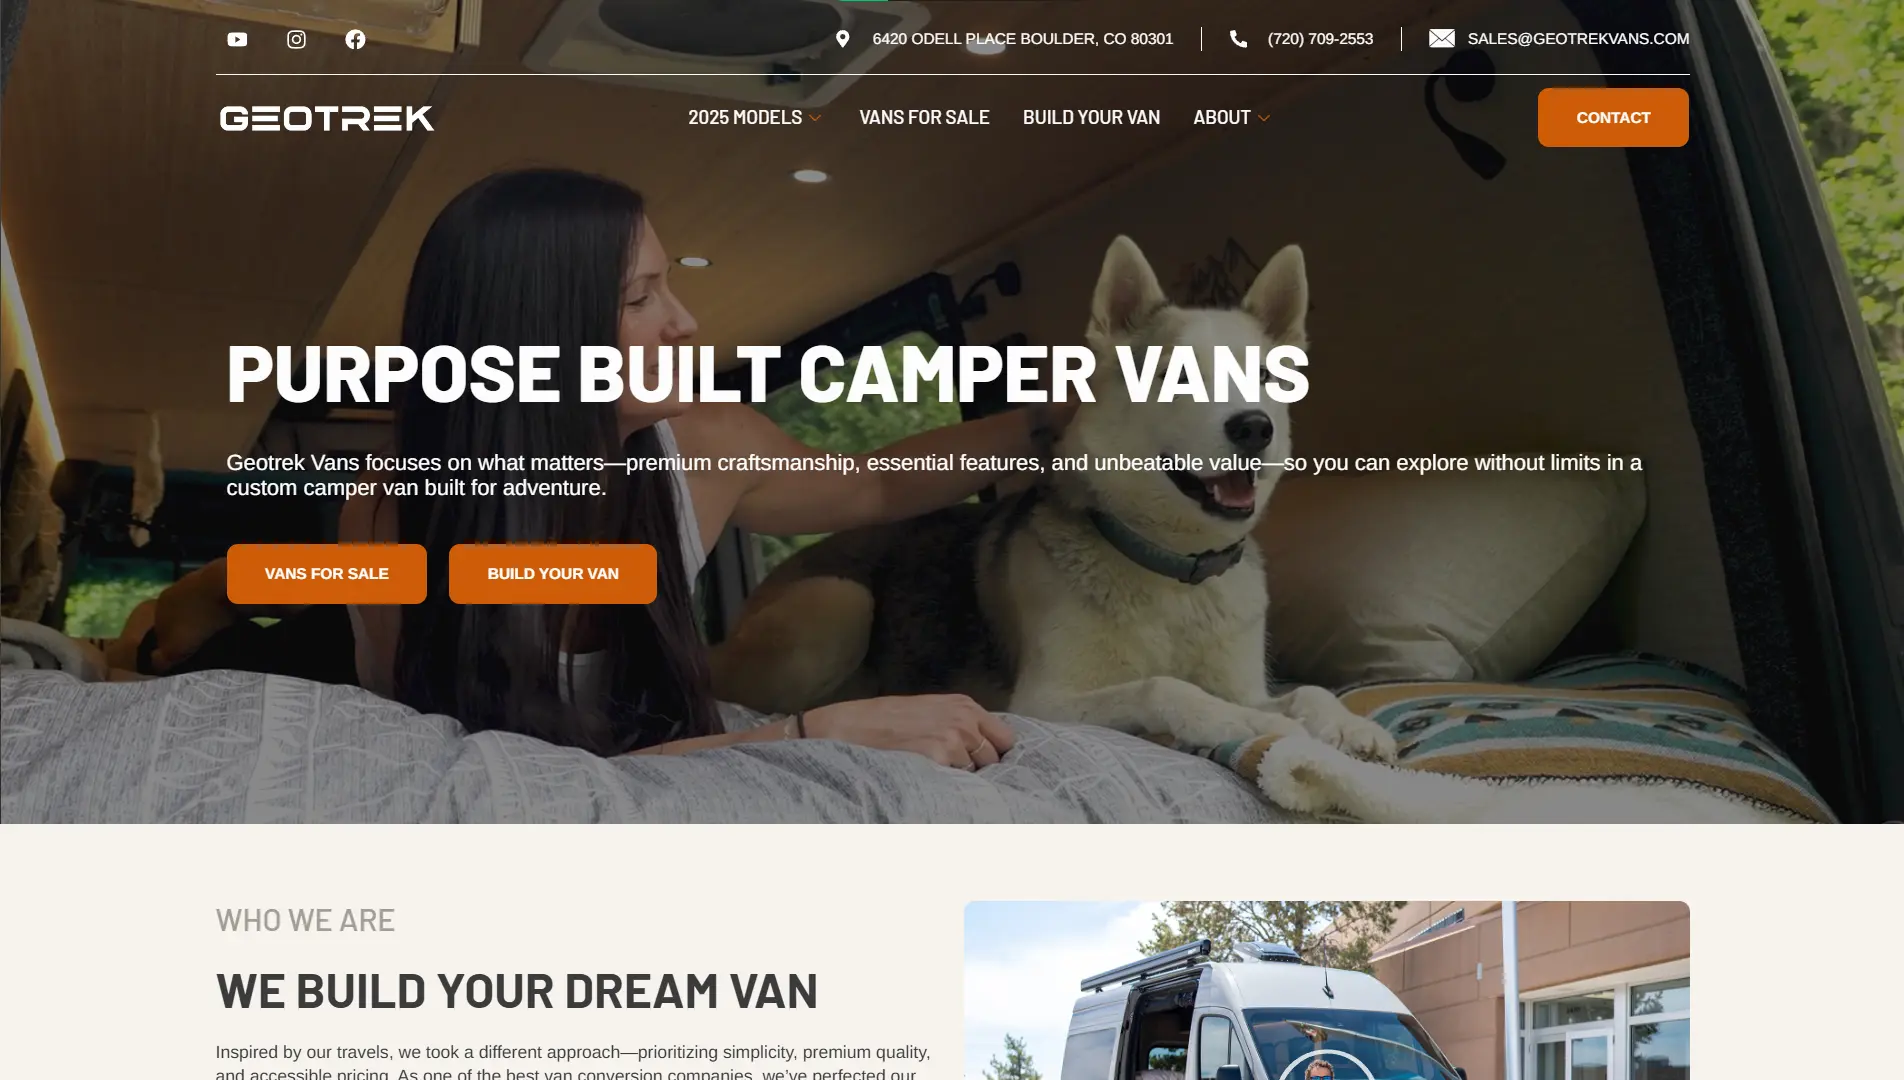 6420 ODELL PLACE BOULDER, CO 80301
(720) 709-2553
SALES@GEOTREKVANS.COM
GEOTREK
2025 MODELS
VANS FOR SALE
BUILD YOUR VAN
ABOUT
CONTACT
PURPOSE BUILT CAMPER VANS
Geotrek Vans focuses on what matters—premium craftsmanship, essential features, and unbeatable value—so you can explore without limits in a
custom camper van built for adventure.
VANS FOR SALE
BUILD YOUR VAN
WHO WE ARE
WE BUILD YOUR DREAM VAN
Inspired by our travels, we took a different approach—prioritizing simplicity, premium quality,
and accessible pricing. As one of the best van conversion companies, we've perfected our